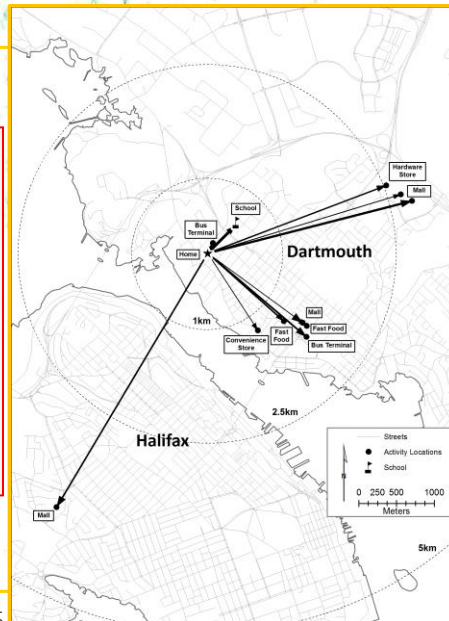 Hardware
Store
Mall
School
Bus
Terminal
Home
Dartmouth
1km
Mall
Fast Food
Fast
Food
Bus Terminal
Convenience
Store
2.5km
Halifax
Streets
Activity Locations
School
N
0 250 500 1000
Meters
Mall
5km